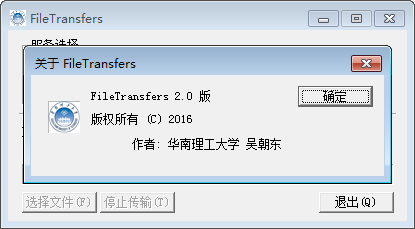 FileTransfers
服务选择
关于 FileTransfers
FileTransfers 2.0 版
确定
版权所有 (C) 2016
作者: 华南理工大学 吴朝东
选择文件(F)
停止传输(T)
退出(Q)